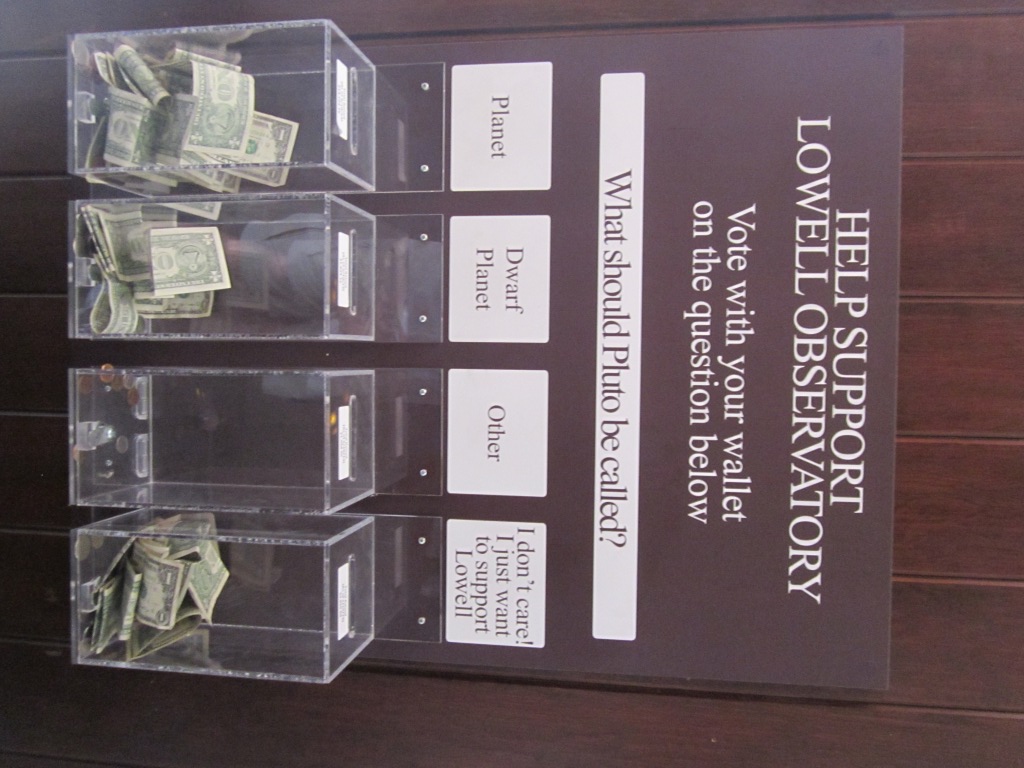 HELP SUPPORT
LOWELL OBSERVATORY
Vote with your wallet
on the question below
What should Pluto be called?
Planet
Dwarf
Planet
Other
I don't care!
I just want
to support
Lowell